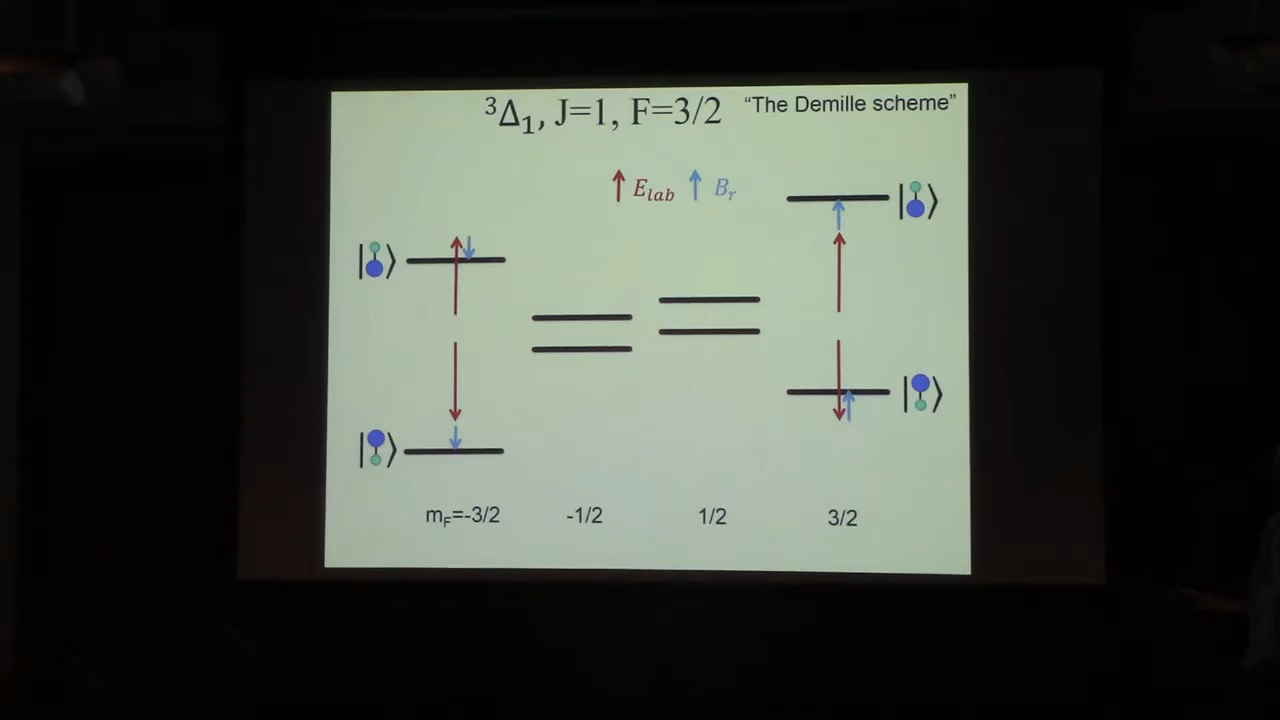 ³Δ₁, J=1, F=3/2 "The Demille scheme"
E_lab B_r
| ⟩ | ⟩
| ⟩ | ⟩
m_F=-3/2 -1/2 1/2 3/2